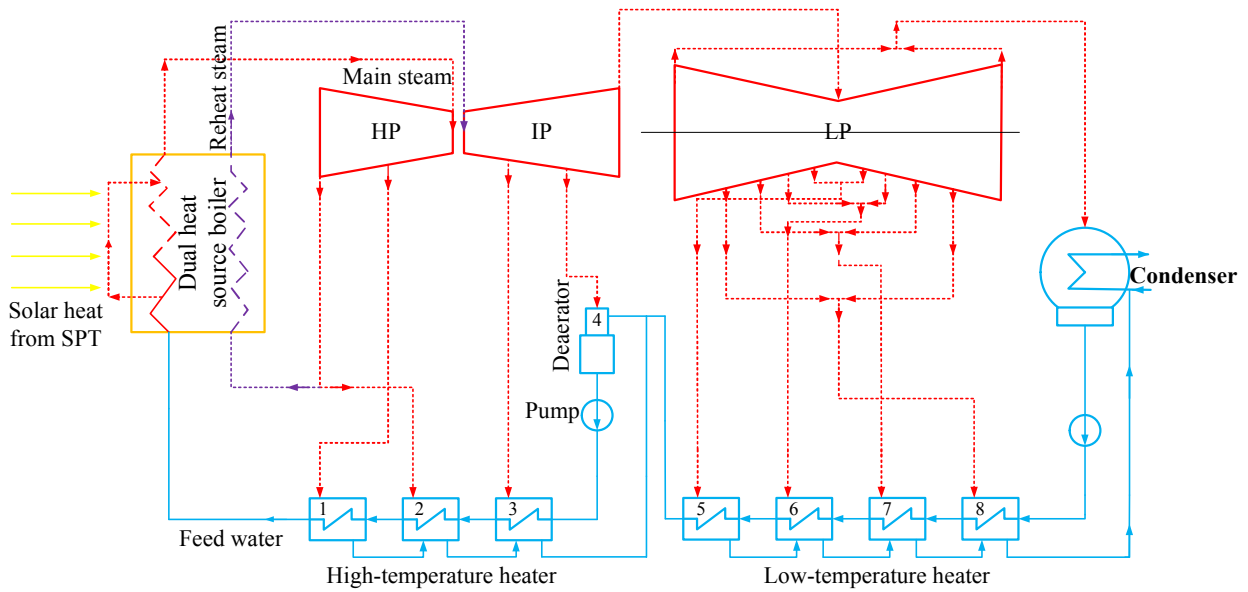 Main steam
Reheat steam
HP
IP
LP
Dual heat
source boiler
Solar heat
from SPT
Condenser
Deaerator
4
Pump
1
2
3
5
6
7
8
Feed water
High-temperature heater
Low-temperature heater